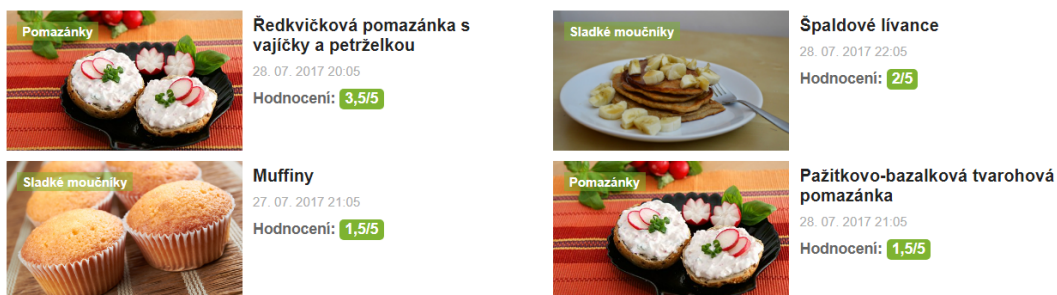 Pomazánky
Ředkvičková pomazánka s
vajíčky a petrželkou
28. 07. 2017 20:05
Hodnocení: 3,5/5
Sladké moučníky
Špaldové lívance
28. 07. 2017 22:05
Hodnocení: 2/5
Sladké moučníky
Muffiny
27. 07. 2017 21:05
Hodnocení: 1,5/5
Pomazánky
Pažitkovo-bazalková tvarohová
pomazánka
28. 07. 2017 21:05
Hodnocení: 1,5/5